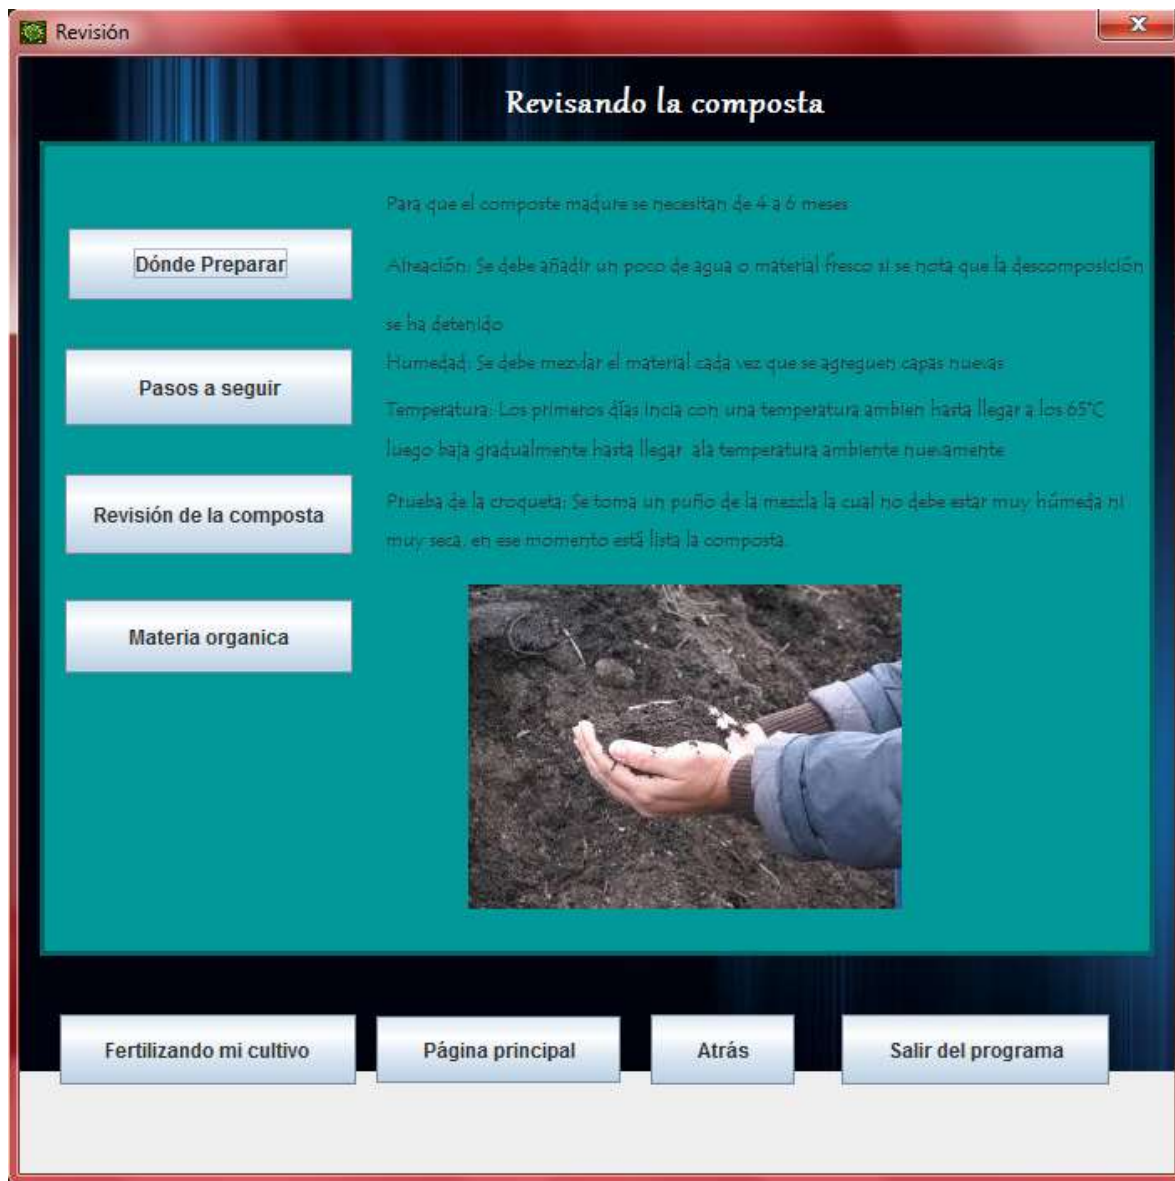 Revisión
Revisando la composta
Dónde Preparar
Pasos a seguir
Revisión de la composta
Materia organica
Para que el composte madure se necesitan de 4 a 6 meses
Aireación: Se debe añadir un poco de agua o material fresco si se nota que la descomposición
se ha detenido
Humedad: Se debe mezclar el material cada vez que se agreguen capas nuevas
Temperatura: Los primeros días incia con una temperatura ambien hasta llegar a los 65°C
luego baja gradualmente hasta llegar ala temperatura ambiente nuevamente
Prueba de la croqueta: Se toma un puño de la mezcla la cual no debe estar muy húmeda ni
muy seca, en ese momento está lista la composta.
Fertilizando mi cultivo
Página principal
Atrás
Salir del programa